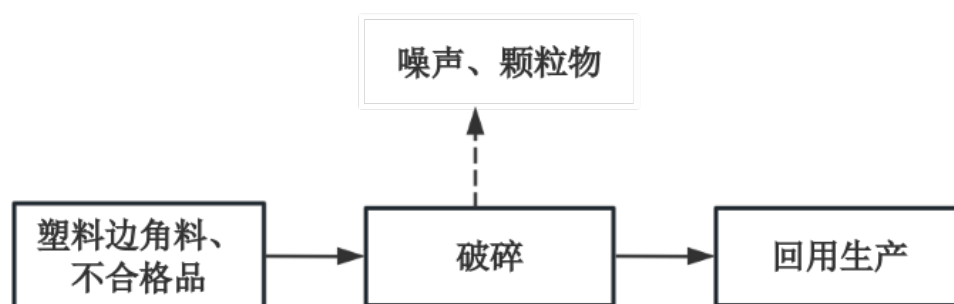 噪声、颗粒物
塑料边角料、
不合格品
破碎
回用生产